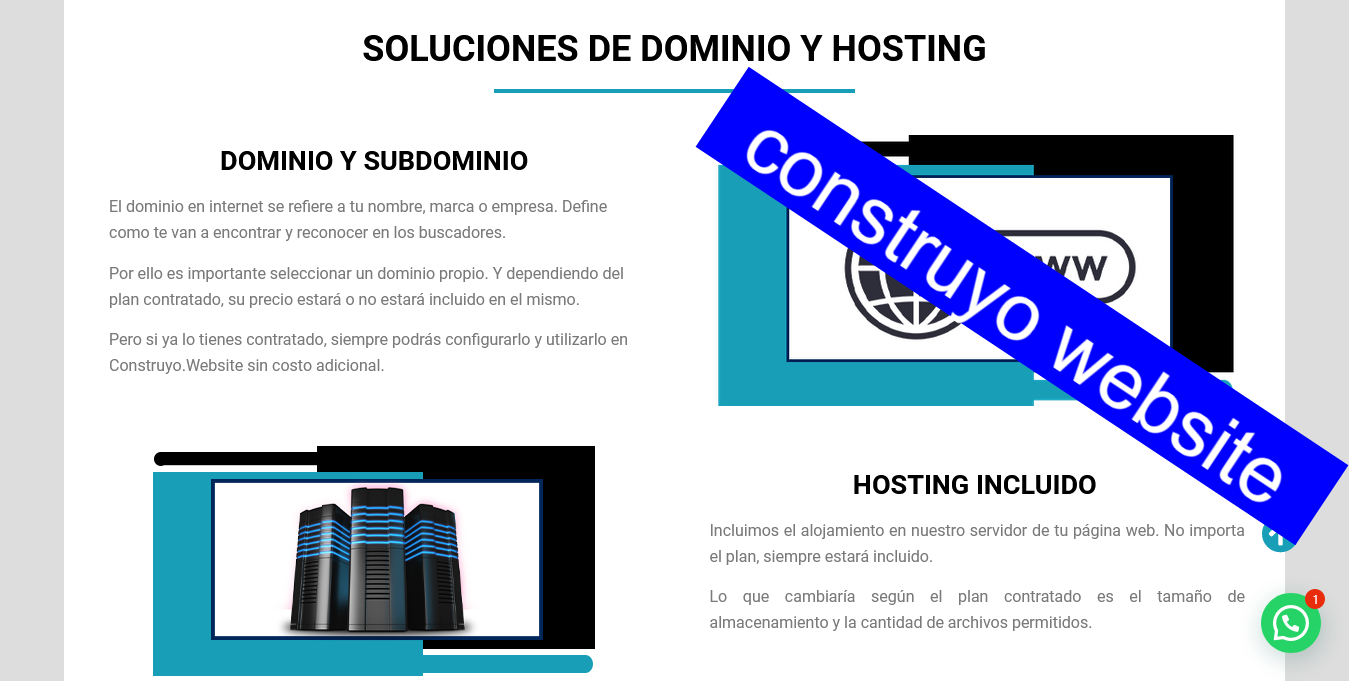 SOLUCIONES DE DOMINIO Y HOSTING
DOMINIO Y SUBDOMINIO
El dominio en internet se refiere a tu nombre, marca o empresa. Define
como te van a encontrar y reconocer en los buscadores.
Por ello es importante seleccionar un dominio propio. Y dependiendo del
plan contratado, su precio estará o no estará incluido en el mismo.
Pero si ya lo tienes contratado, siempre podrás configurarlo y utilizarlo en
Construyo.Website sin costo adicional.
construyo website
HOSTING INCLUIDO
Incluimos el alojamiento en nuestro servidor de tu página web. No importa
el plan, siempre estará incluido.
Lo que cambiaría según el plan contratado es el tamaño de
almacenamiento y la cantidad de archivos permitidos.
1